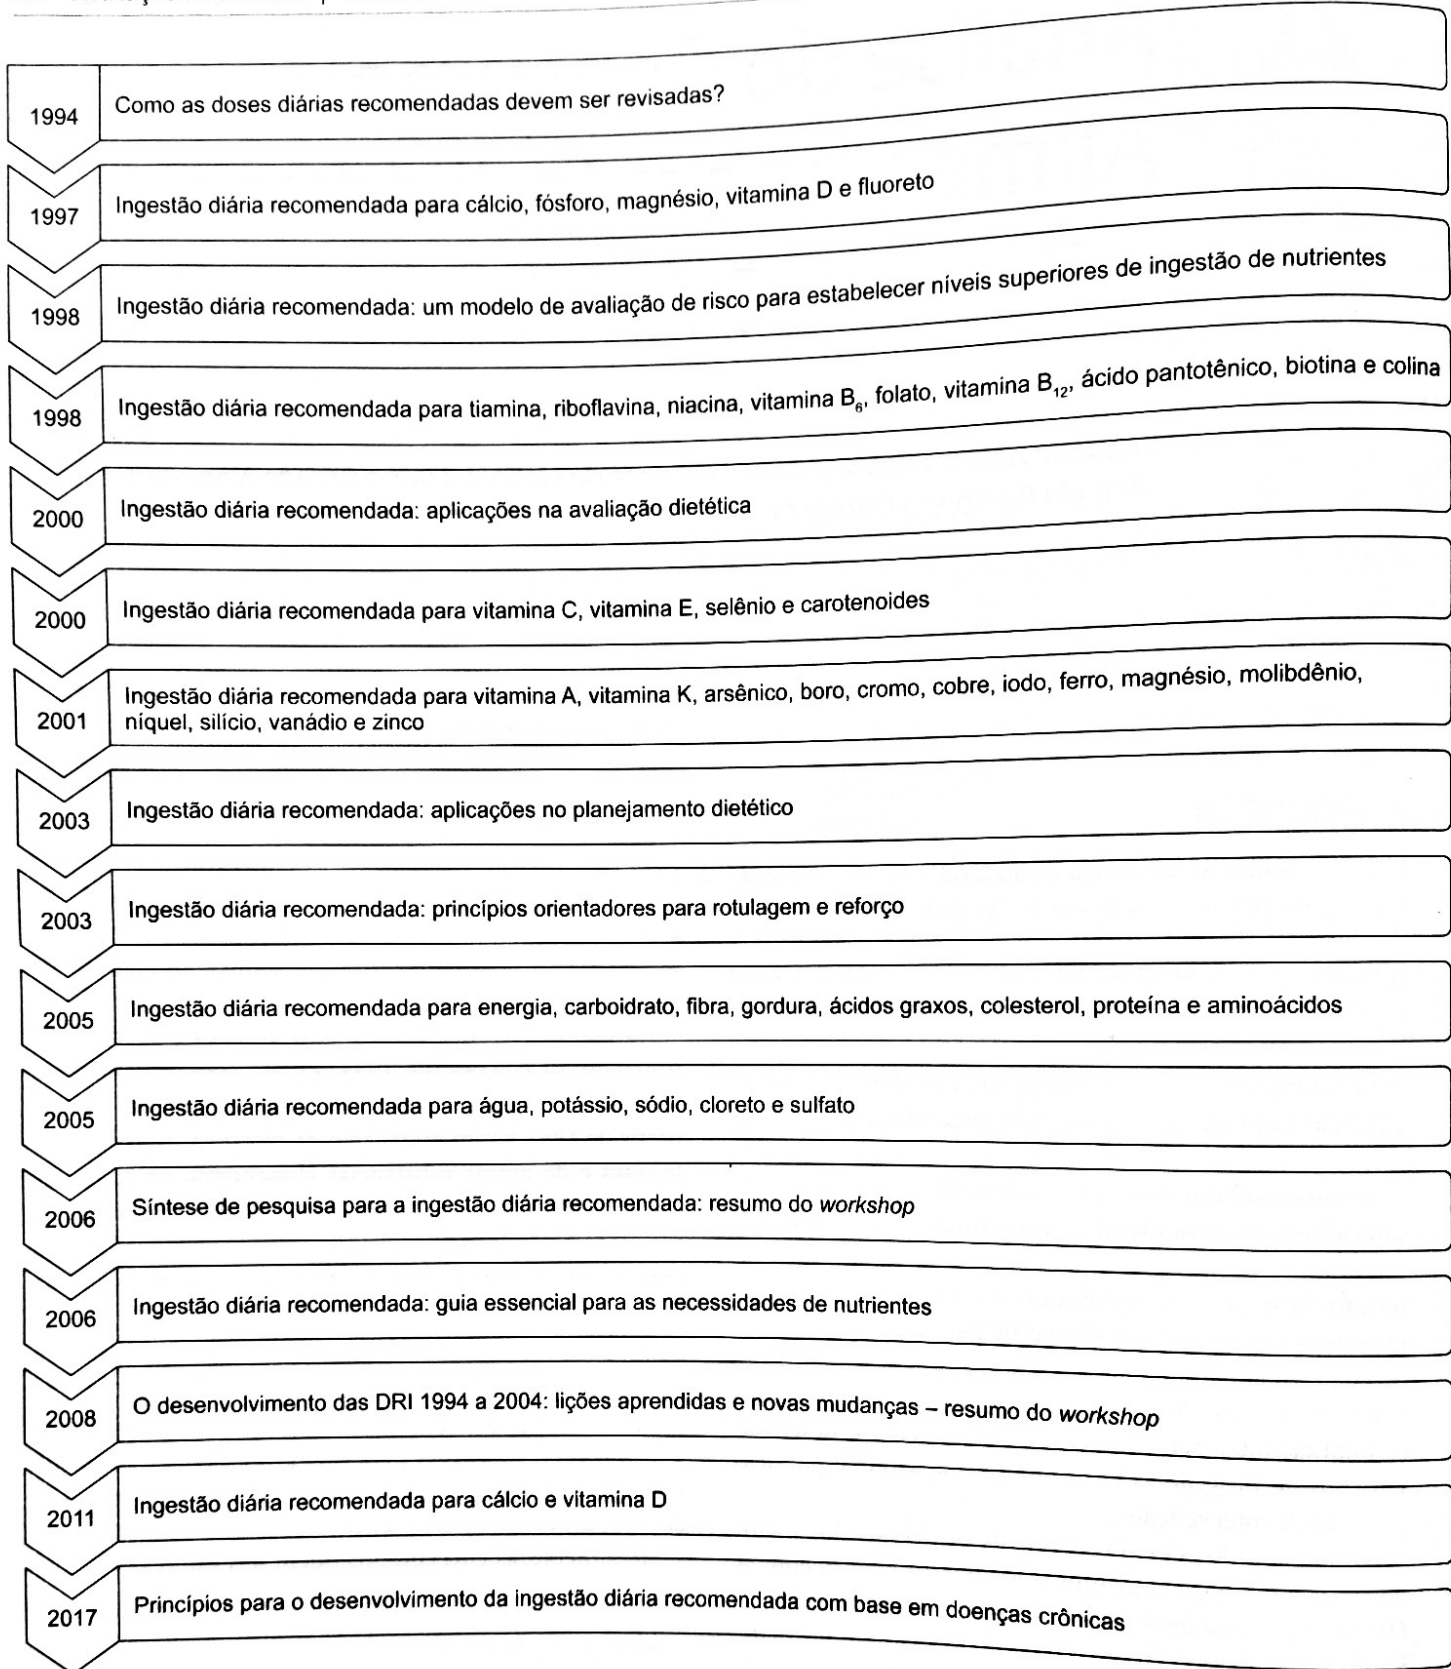 1994
Como as doses diárias recomendadas devem ser revisadas?
1997
Ingestão diária recomendada para cálcio, fósforo, magnésio, vitamina D e fluoreto
1998
Ingestão diária recomendada: um modelo de avaliação de risco para estabelecer níveis superiores de ingestão de nutrientes
1998
Ingestão diária recomendada para tiamina, riboflavina, niacina, vitamina B₆, folato, vitamina B₁₂, ácido pantotênico, biotina e colina
2000
Ingestão diária recomendada: aplicações na avaliação dietética
2000
Ingestão diária recomendada para vitamina C, vitamina E, selênio e carotenoides
2001
Ingestão diária recomendada para vitamina A, vitamina K, arsênico, boro, cromo, cobre, iodo, ferro, magnésio, molibdênio,
níquel, silício, vanádio e zinco
2003
Ingestão diária recomendada: aplicações no planejamento dietético
2003
Ingestão diária recomendada: princípios orientadores para rotulagem e reforço
2005
Ingestão diária recomendada para energia, carboidrato, fibra, gordura, ácidos graxos, colesterol, proteína e aminoácidos
2005
Ingestão diária recomendada para água, potássio, sódio, cloreto e sulfato
2006
Síntese de pesquisa para a ingestão diária recomendada: resumo do workshop
2006
Ingestão diária recomendada: guia essencial para as necessidades de nutrientes
2008
O desenvolvimento das DRI 1994 a 2004: lições aprendidas e novas mudanças – resumo do workshop
2011
Ingestão diária recomendada para cálcio e vitamina D
2017
Princípios para o desenvolvimento da ingestão diária recomendada com base em doenças crônicas